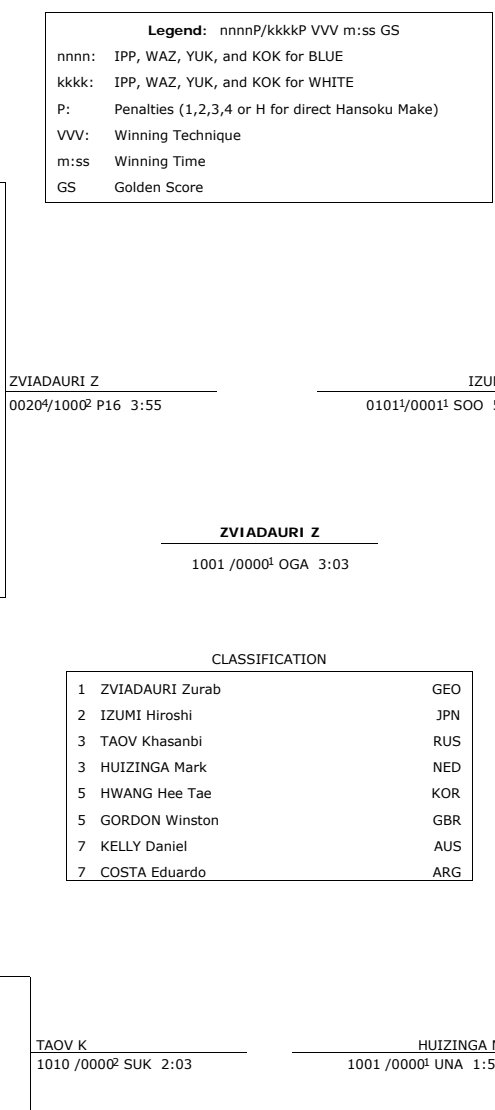 Legend: nnnnP/kkkkP VVV m:ss GS
nnnn: IPP, WAZ, YUK, and KOK for BLUE
kkkk: IPP, WAZ, YUK, and KOK for WHITE
P: Penalties (1,2,3,4 or H for direct Hansoku Make)
VVV: Winning Technique
m:ss Winning Time
GS Golden Score
ZVIADAURI Z
0020⁴/1000² P16 3:55
0101¹/0001¹ SOO
ZVIADAURI Z
1001 /0000¹ OGA 3:03
CLASSIFICATION
1 ZVIADAURI Zurab GEO
2 IZUMI Hiroshi JPN
3 TAOV Khasanbi RUS
3 HUIZINGA Mark NED
5 HWANG Hee Tae KOR
5 GORDON Winston GBR
7 KELLY Daniel AUS
7 COSTA Eduardo ARG
TAOV K HUIZINGA
1010 /0000² SUK 2:03 1001 /0000¹ UNA 1:5